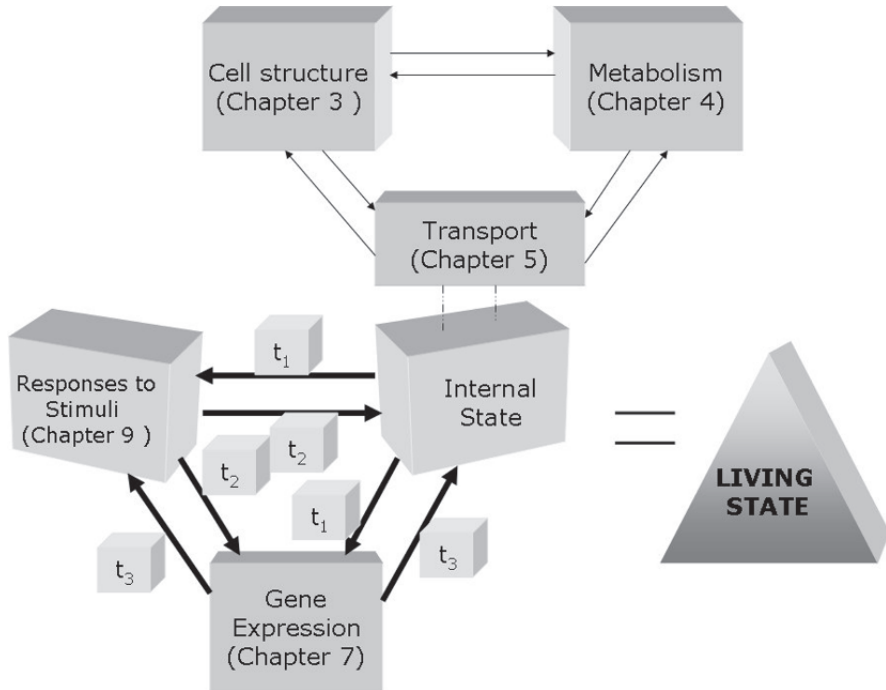 Cell structure
(Chapter 3 )
Metabolism
(Chapter 4)
Transport
(Chapter 5)
t1
Responses to
Stimuli
(Chapter 9 )
Internal
State
t2
t2
t1
LIVING
STATE
t3
t3
Gene
Expression
(Chapter 7)